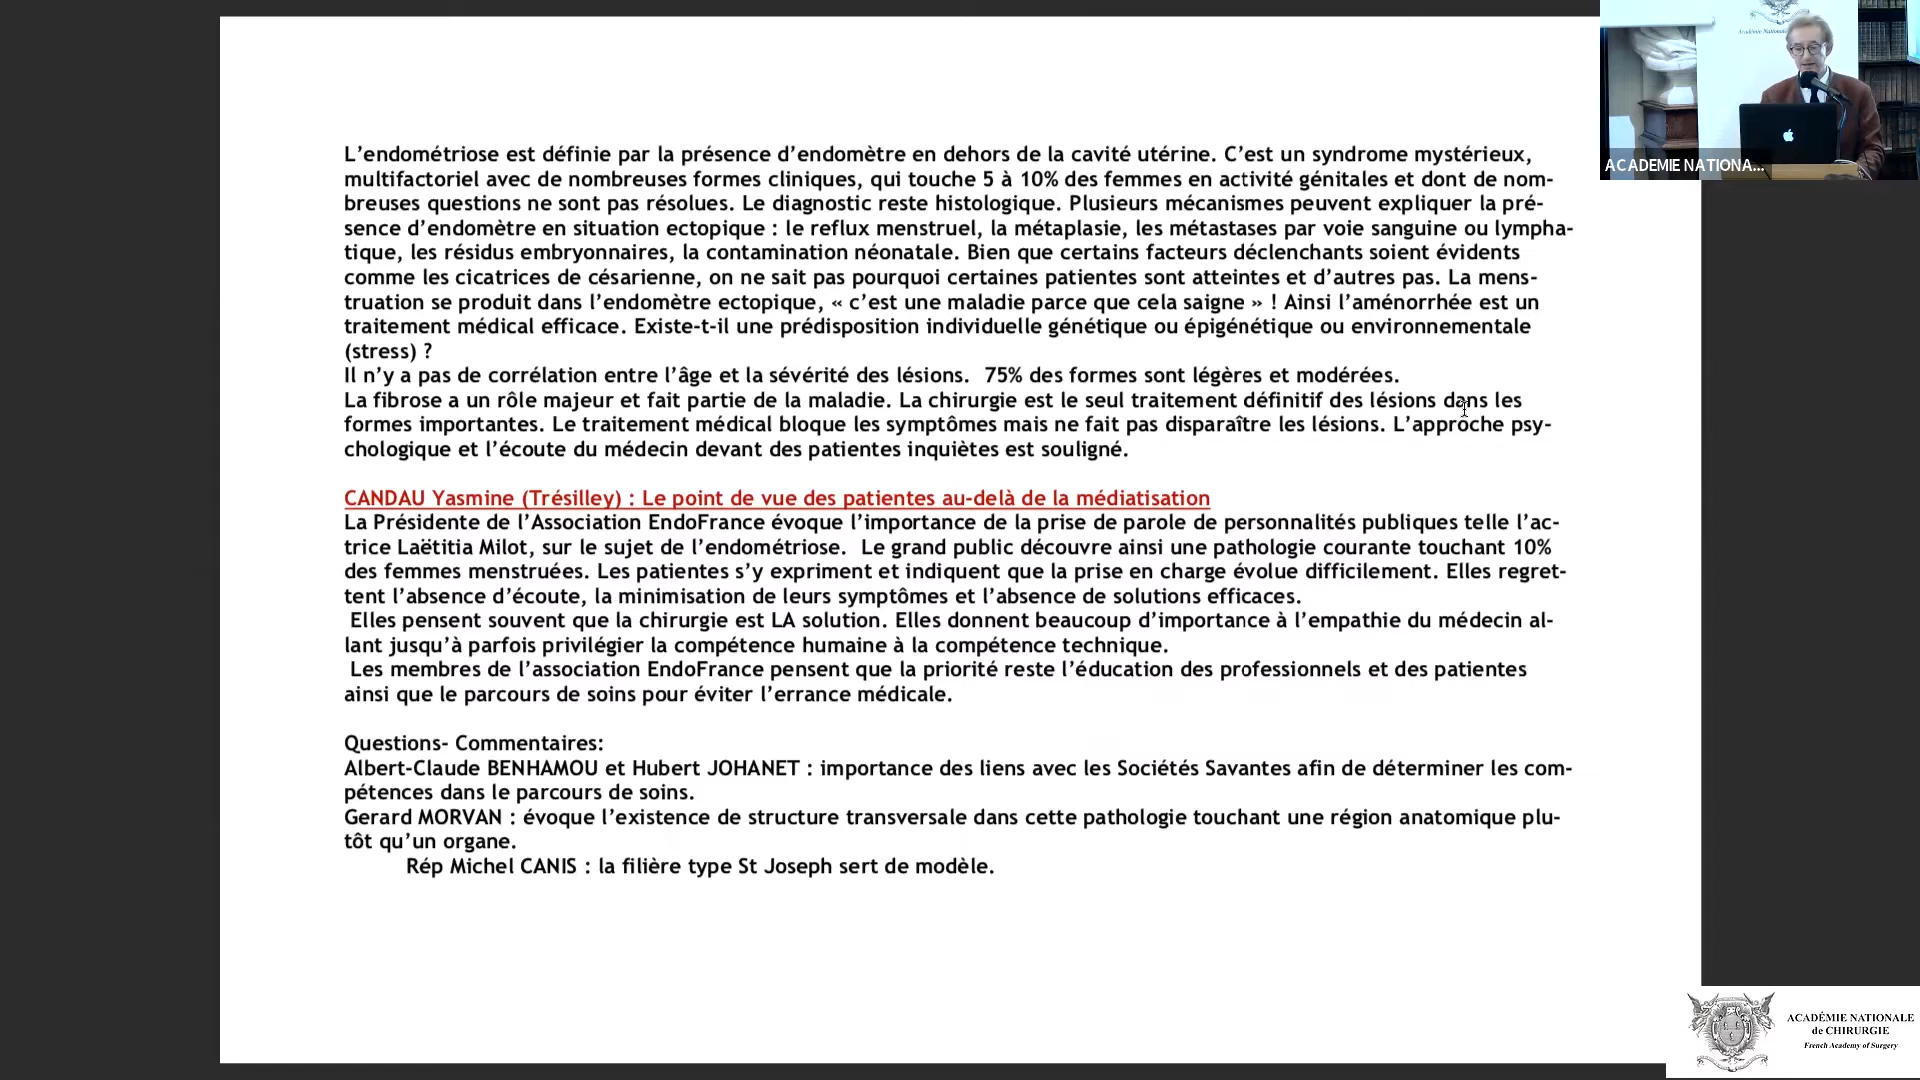 L’endométriose est définie par la présence d’endomètre en dehors de la cavité utérine. C’est un syndrome mystérieux,
multifactoriel avec de nombreuses formes cliniques, qui touche 5 à 10% des femmes en activité génitales et dont de nom-
breuses questions ne sont pas résolues. Le diagnostic reste histologique. Plusieurs mécanismes peuvent expliquer la pré-
sence d’endomètre en situation ectopique : le reflux menstruel, la métaplasie, les métastases par voie sanguine ou lympha-
tique, les résidus embryonnaires, la contamination néonatale. Bien que certains facteurs déclenchants soient évidents
comme les cicatrices de césarienne, on ne sait pas pourquoi certaines patientes sont atteintes et d’autres pas. La mens-
truation se produit dans l’endomètre ectopique, « c’est une maladie parce que cela saigne » ! Ainsi l’aménorrhée est un
traitement médical efficace. Existe-t-il une prédisposition individuelle génétique ou épigénétique ou environnementale
(stress) ?
Il n’y a pas de corrélation entre l’âge et la sévérité des lésions.  75% des formes sont légères et modérées.
La fibrose a un rôle majeur et fait partie de la maladie. La chirurgie est le seul traitement définitif des lésions dans les
formes importantes. Le traitement médical bloque les symptômes mais ne fait pas disparaître les lésions. L’approche psy-
chologique et l’écoute du médecin devant des patientes inquiètes est souligné.
CANDAU Yasmine (Trésilley) : Le point de vue des patientes au-delà de la médiatisation
La Présidente de l’Association EndoFrance évoque l’importance de la prise de parole de personnalités publiques telle l’ac-
trice Laëtitia Milot, sur le sujet de l’endométriose.  Le grand public découvre ainsi une pathologie courante touchant 10%
des femmes menstruées. Les patientes s’y expriment et indiquent que la prise en charge évolue difficilement. Elles regret-
tent l’absence d’écoute, la minimisation de leurs symptômes et l’absence de solutions efficaces.
Elles pensent souvent que la chirurgie est LA solution. Elles donnent beaucoup d’importance à l’empathie du médecin al-
lant jusqu’à parfois privilégier la compétence humaine à la compétence technique.
Les membres de l’association EndoFrance pensent que la priorité reste l’éducation des professionnels et des patientes
ainsi que le parcours de soins pour éviter l’errance médicale.
Questions- Commentaires:
Albert-Claude BENHAMOU et Hubert JOHANET : importance des liens avec les Sociétés Savantes afin de déterminer les com-
pétences dans le parcours de soins.
Gerard MORVAN : évoque l’existence de structure transversale dans cette pathologie touchant une région anatomique plu-
tôt qu’un organe.
Rép Michel CANIS : la filière type St Joseph sert de modèle.
Académie Nationale
ACADEMIE NATIONA...
ACADÉMIE NATIONALE
de CHIRURGIE
French Academy of Surgery